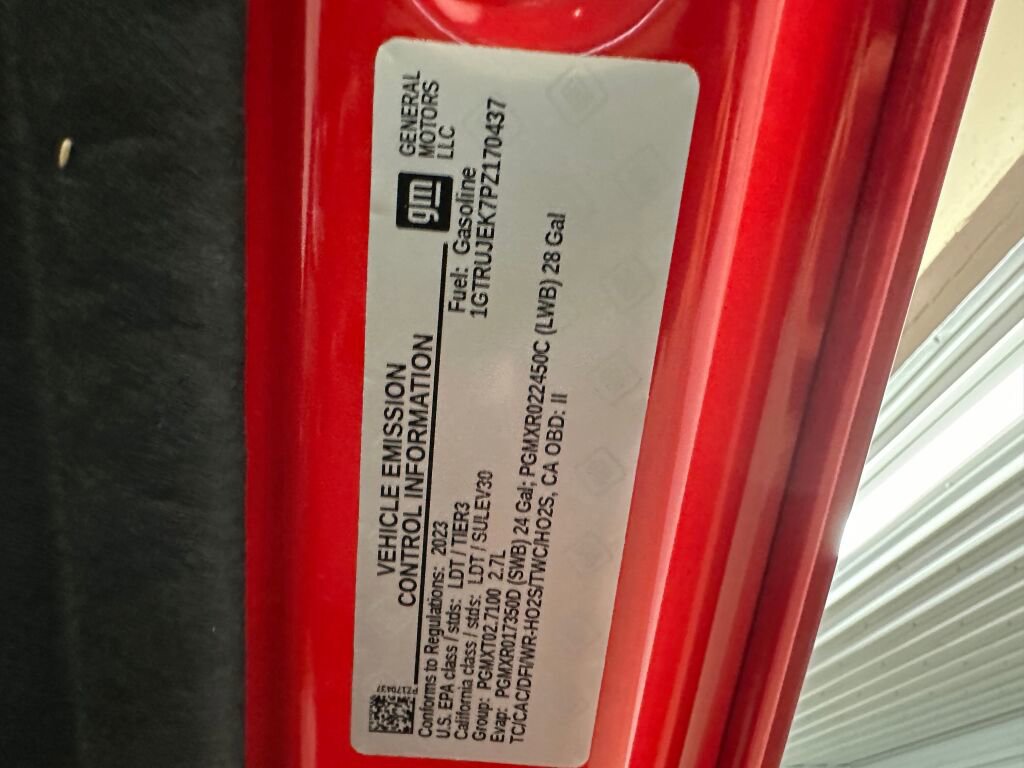 VEHICLE EMISSION
CONTROL INFORMATION
gm
GENERAL
MOTORS
LLC
Conforms to Regulations: 2023
Fuel: Gasoline
U.S. EPA class / stds: LDT / TIER3
1GTRUJEK7PZ170437
California class / stds: LDT / SULEV30
Group: PGMXT02.7100 2.7L
Evap: PGMXR017350D (SWB) 24 Gal; PGMXR022450C (LWB) 28 Gal
TC/CAC/DFI/WR-HO2S/TWC/HO2S, CA OBD: II